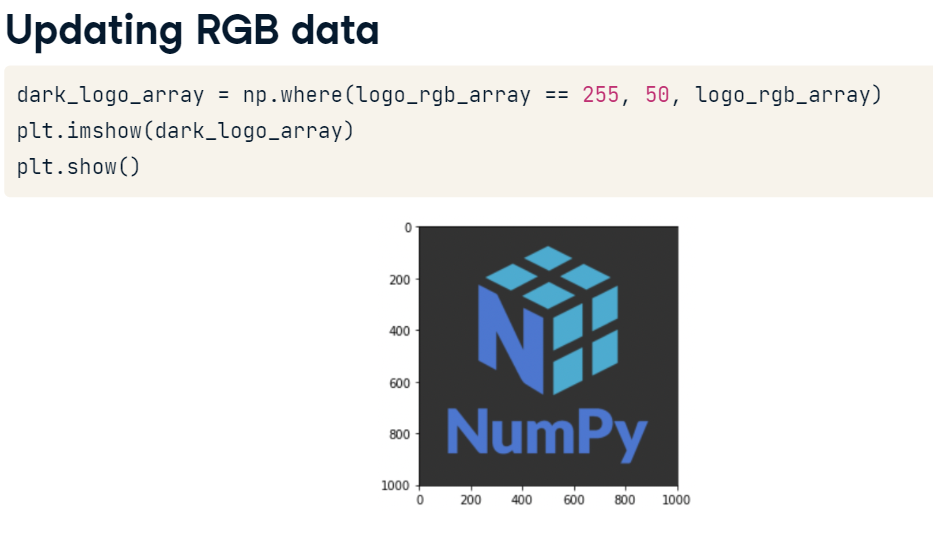 Updating RGB data
dark_logo_array = np.where(logo_rgb_array == 255, 50, logo_rgb_array)
plt.imshow(dark_logo_array)
plt.show()
0
200
400
600
800
1000
N
NumPy
0 200 400 600 800 1000